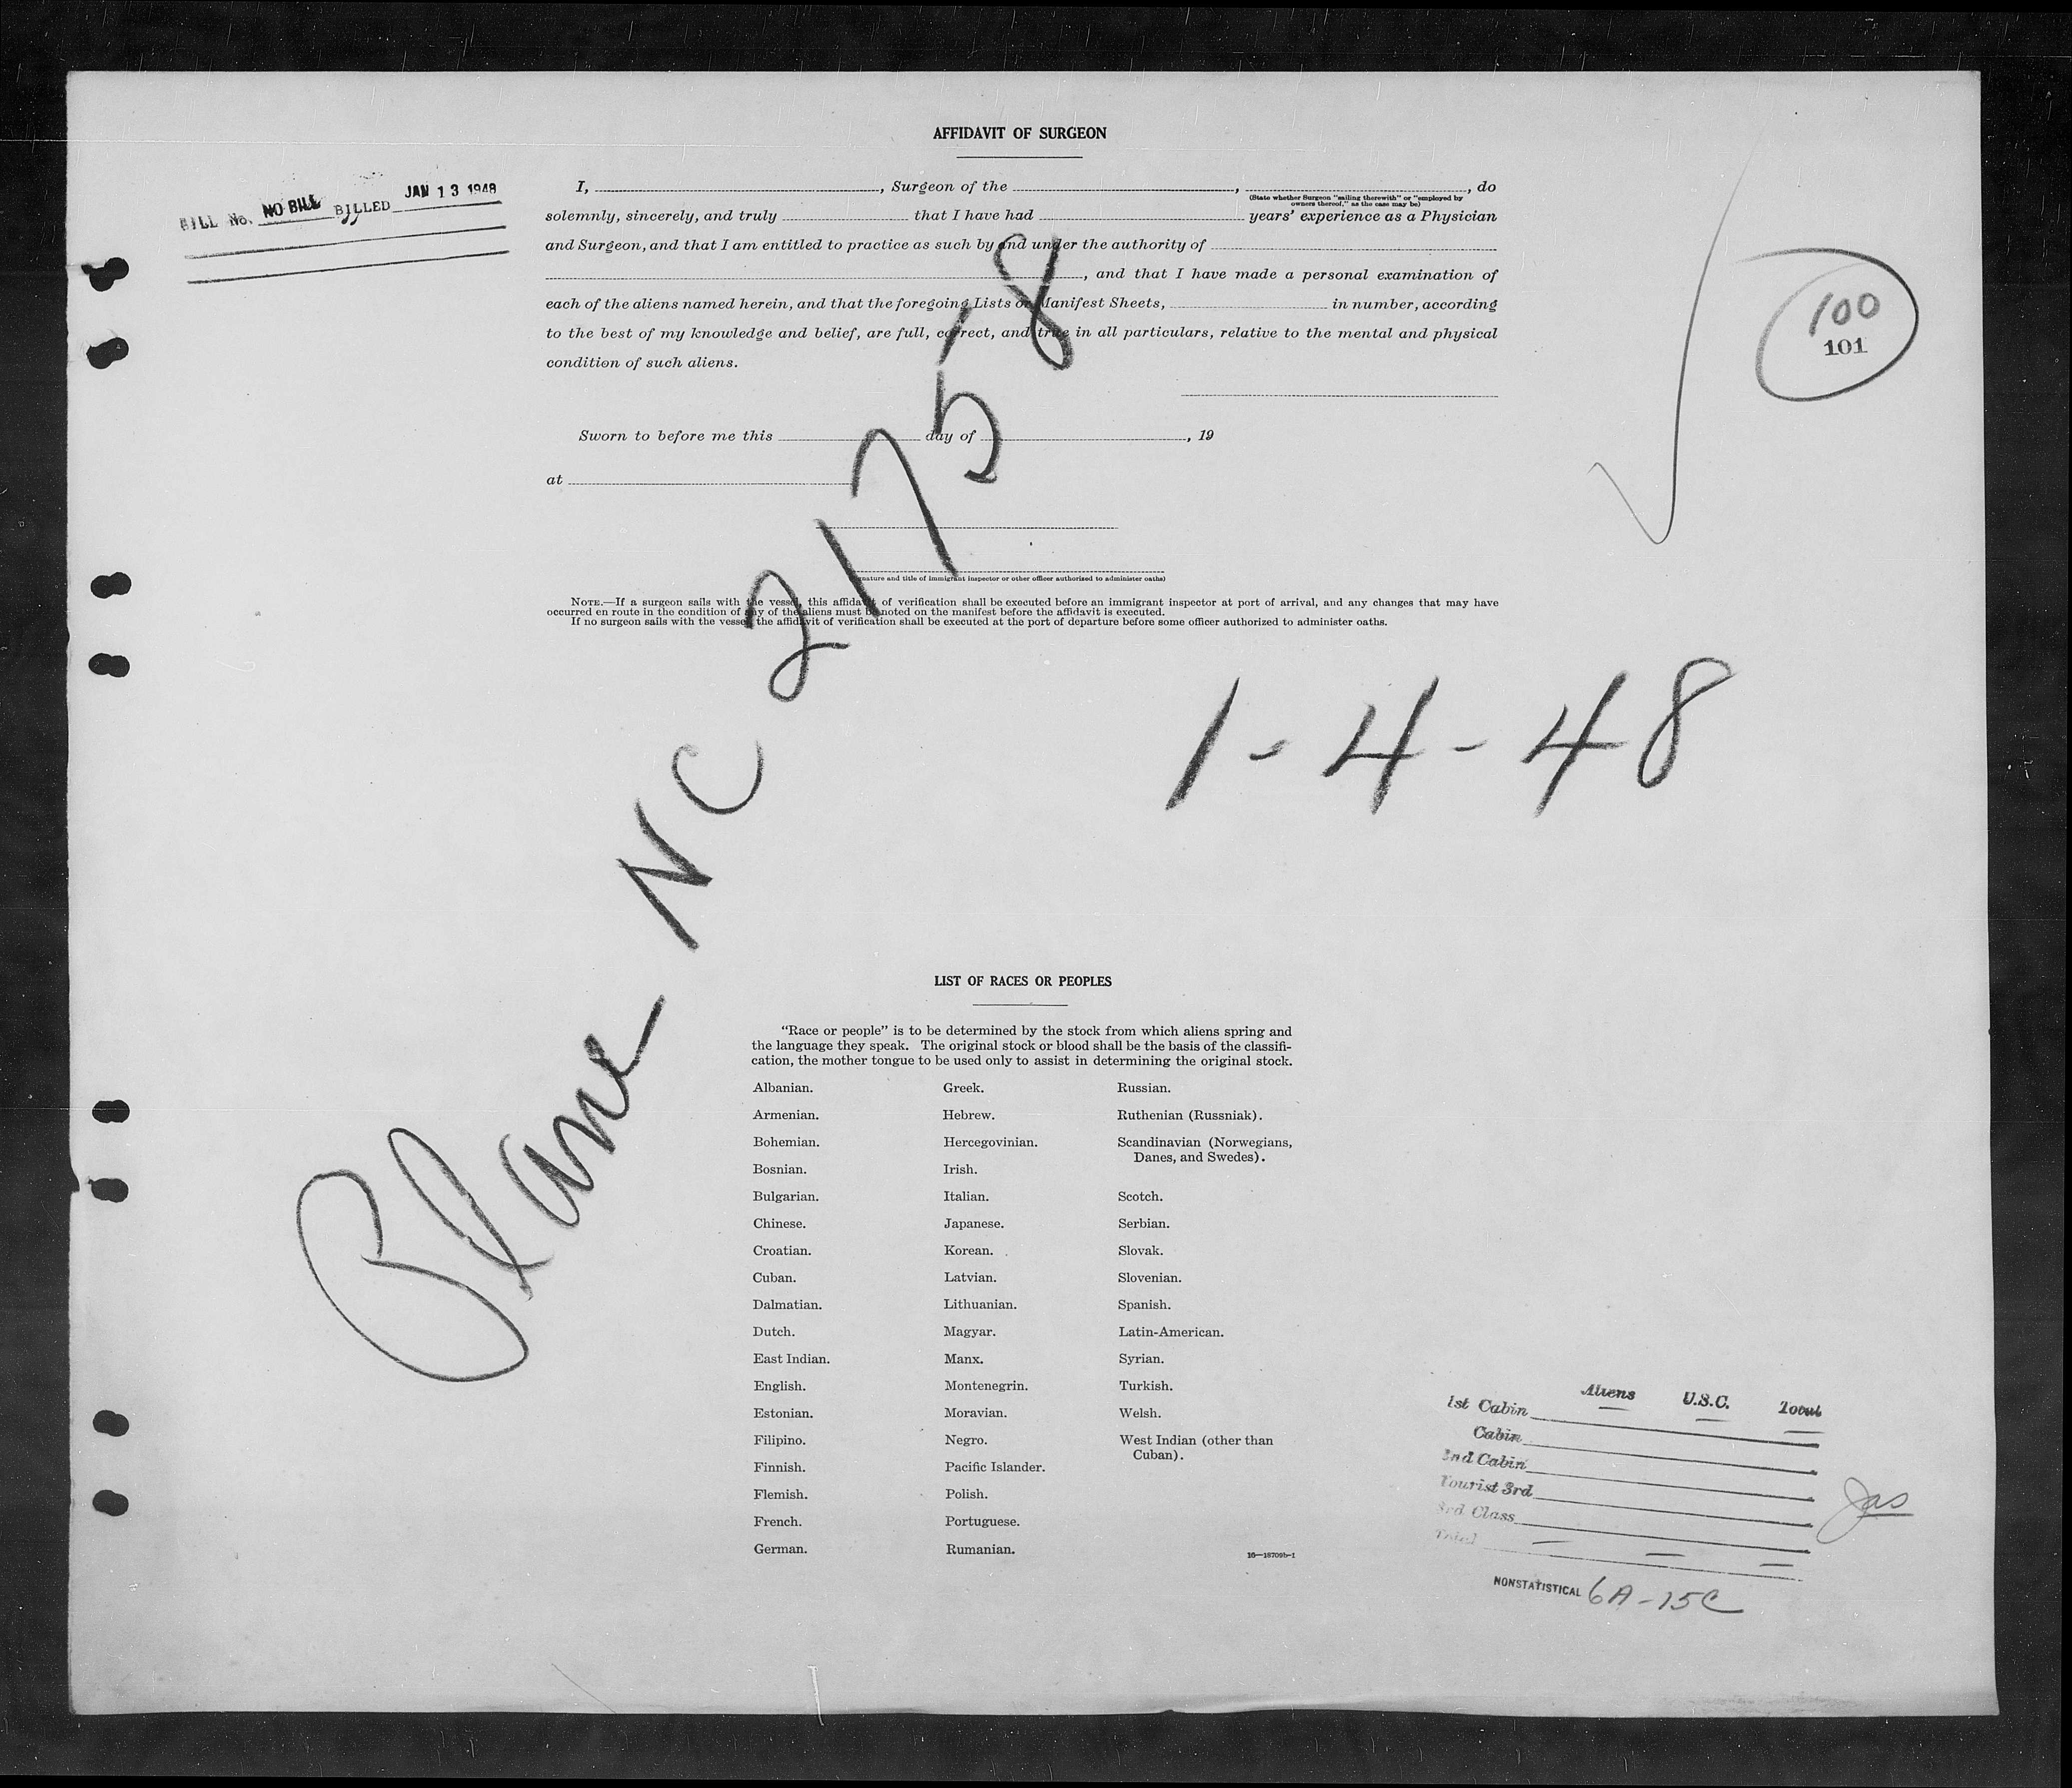 AFFIDAVIT OF SURGEON
BILL No. NO BILL BILLED JAN 13 1948
I, , Surgeon of the , , do
(State whether Surgeon "sailing therewith" or "employed by
owners thereof," as the case may be)
solemnly, sincerely, and truly that I have had years' experience as a Physician
and Surgeon, and that I am entitled to practice as such by and under the authority of
, and that I have made a personal examination of
each of the aliens named herein, and that the foregoing Lists or Manifest Sheets, in number, according
to the best of my knowledge and belief, are full, correct, and true in all particulars, relative to the mental and physical
condition of such aliens.
100
101
Sworn to before me this day of , 19
at
(Signature and title of immigrant inspector or other officer authorized to administer oaths)
NOTE.—If a surgeon sails with the vessel, this affidavit of verification shall be executed before an immigrant inspector at port of arrival, and any changes that may have
occurred en route in the condition of any of the aliens must be noted on the manifest before the affidavit is executed.
If no surgeon sails with the vessel, the affidavit of verification shall be executed at the port of departure before some officer authorized to administer oaths.
Plane NC 21758
1-4-48
LIST OF RACES OR PEOPLES
"Race or people" is to be determined by the stock from which aliens spring and
the language they speak. The original stock or blood shall be the basis of the classifi-
cation, the mother tongue to be used only to assist in determining the original stock.
Albanian. Greek. Russian.
Armenian. Hebrew. Ruthenian (Russniak).
Bohemian. Hercegovinian. Scandinavian (Norwegians,
Danes, and Swedes).
Bosnian. Irish.
Bulgarian. Italian. Scotch.
Chinese. Japanese. Serbian.
Croatian. Korean. Slovak.
Cuban. Latvian. Slovenian.
Dalmatian. Lithuanian. Spanish.
Dutch. Magyar. Latin-American.
East Indian. Manx. Syrian.
English. Montenegrin. Turkish.
Estonian. Moravian. Welsh.
Filipino. Negro. West Indian (other than
Cuban).
Finnish. Pacific Islander.
Flemish. Polish.
French. Portuguese.
German. Rumanian.
16—18709b-1
Aliens U.S.C. Total
1st Cabin
Cabin
2nd Cabin
Tourist 3rd
3rd Class
Total
Jas
NONSTATISTICAL 6A-15C